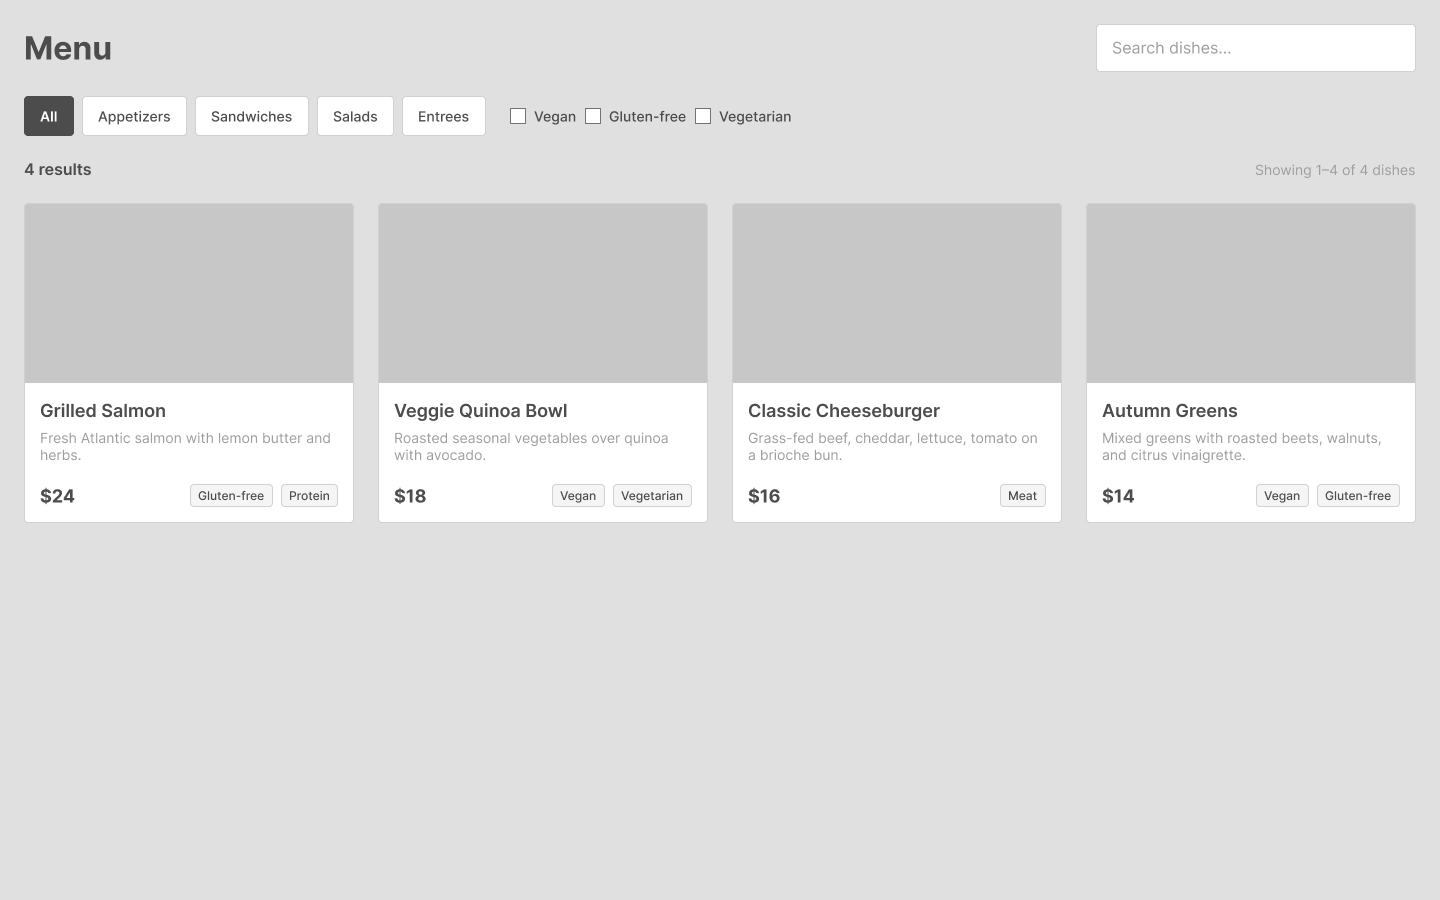 Menu
Search dishes...
All
Appetizers
Sandwiches
Salads
Entrees
Vegan
Gluten-free
Vegetarian
4 results
Showing 1–4 of 4 dishes
Grilled Salmon
Fresh Atlantic salmon with lemon butter and
herbs.
$24
Gluten-free
Protein
Veggie Quinoa Bowl
Roasted seasonal vegetables over quinoa
with avocado.
$18
Vegan
Vegetarian
Classic Cheeseburger
Grass-fed beef, cheddar, lettuce, tomato on
a brioche bun.
$16
Meat
Autumn Greens
Mixed greens with roasted beets, walnuts,
and citrus vinaigrette.
$14
Vegan
Gluten-free